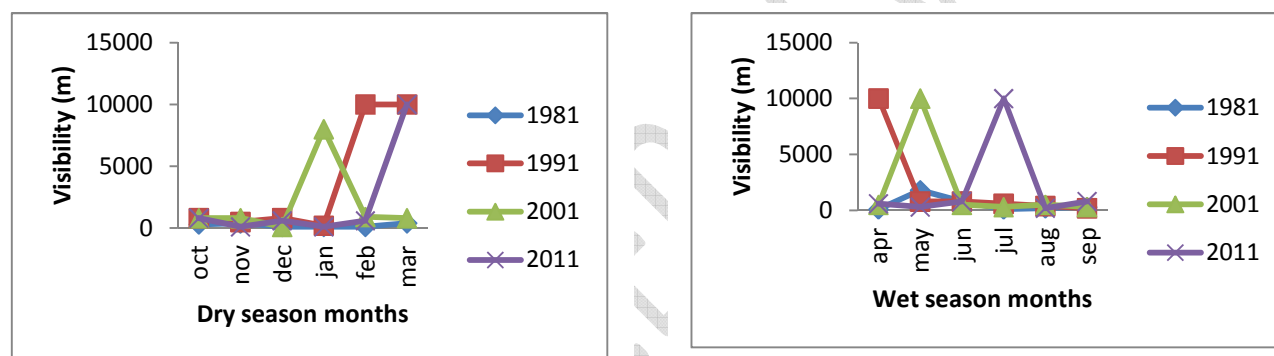 15000
10000
5000
0
Visibility (m)
oct
nov
dec
jan
feb
mar
Dry season months
1981
1991
2001
2011
15000
10000
5000
0
Visibility (m)
apr
may
jun
jul
aug
sep
Wet season months
1981
1991
2001
2011